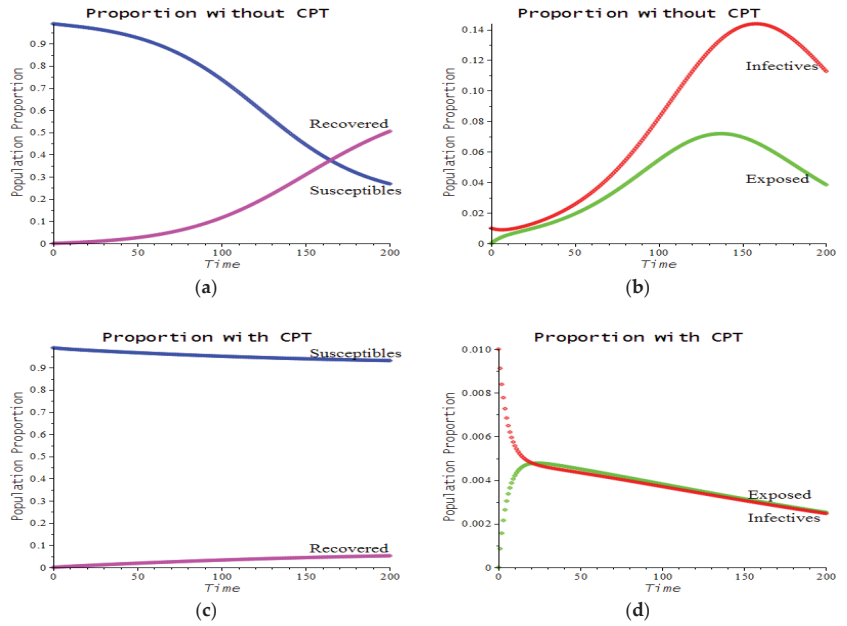 Proportion without CPT
0.9
0.8
0.7
0.6
0.5
0.4
0.3
0.2
0.1
0
Population Proportion
Recovered
Susceptibles
0 50 100 150 200
Time
(a)
Proportion without CPT
0.14
0.12
0.10
0.08
0.06
0.04
0.02
0
Population Proportion
Infectives
Exposed
0 50 100 150 200
Time
(b)
Proportion with CPT
0.9
0.8
0.7
0.6
0.5
0.4
0.3
0.2
0.1
0
Population Proportion
Susceptibles
Recovered
0 50 100 150 200
Time
(c)
Proportion with CPT
0.010
0.008
0.006
0.004
0.002
0
Population Proportion
Exposed
Infectives
0 50 100 150 200
Time
(d)